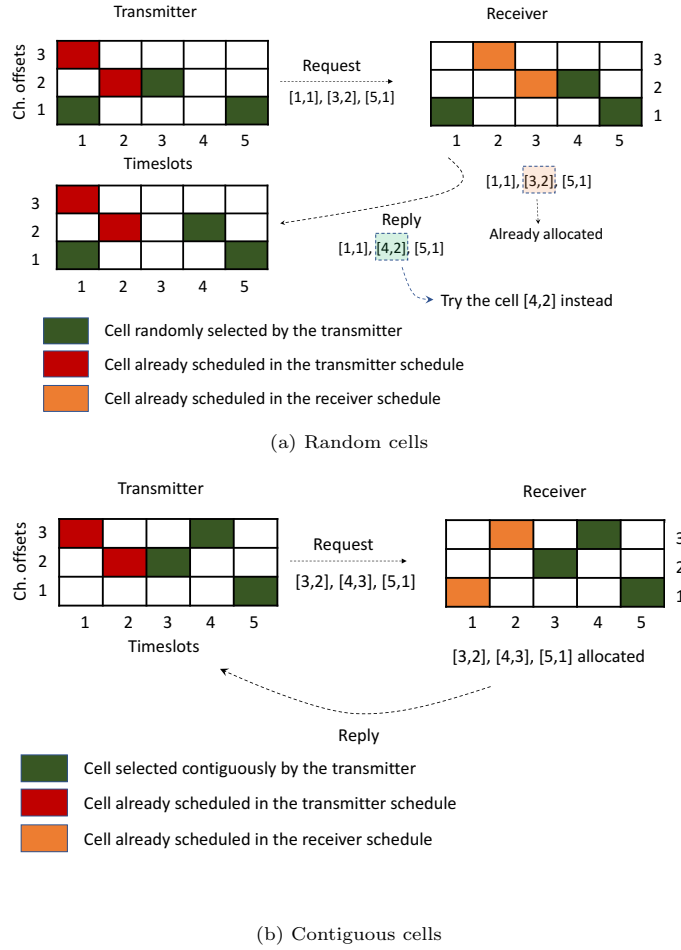 Transmitter
Receiver
Ch. offsets
3
2
1
1 2 3 4 5
Timeslots
Request
[1,1], [3,2], [5,1]
3
2
1
1 2 3 4 5
[1,1], [3,2], [5,1]
Already allocated
3
2
1
1 2 3 4 5
Reply
[1,1], [4,2], [5,1]
Try the cell [4,2] instead
Cell randomly selected by the transmitter
Cell already scheduled in the transmitter schedule
Cell already scheduled in the receiver schedule
(a) Random cells
Transmitter
Receiver
Ch. offsets
3
2
1
1 2 3 4 5
Timeslots
Request
[3,2], [4,3], [5,1]
3
2
1
1 2 3 4 5
[3,2], [4,3], [5,1] allocated
Reply
Cell selected contiguously by the transmitter
Cell already scheduled in the transmitter schedule
Cell already scheduled in the receiver schedule
(b) Contiguous cells